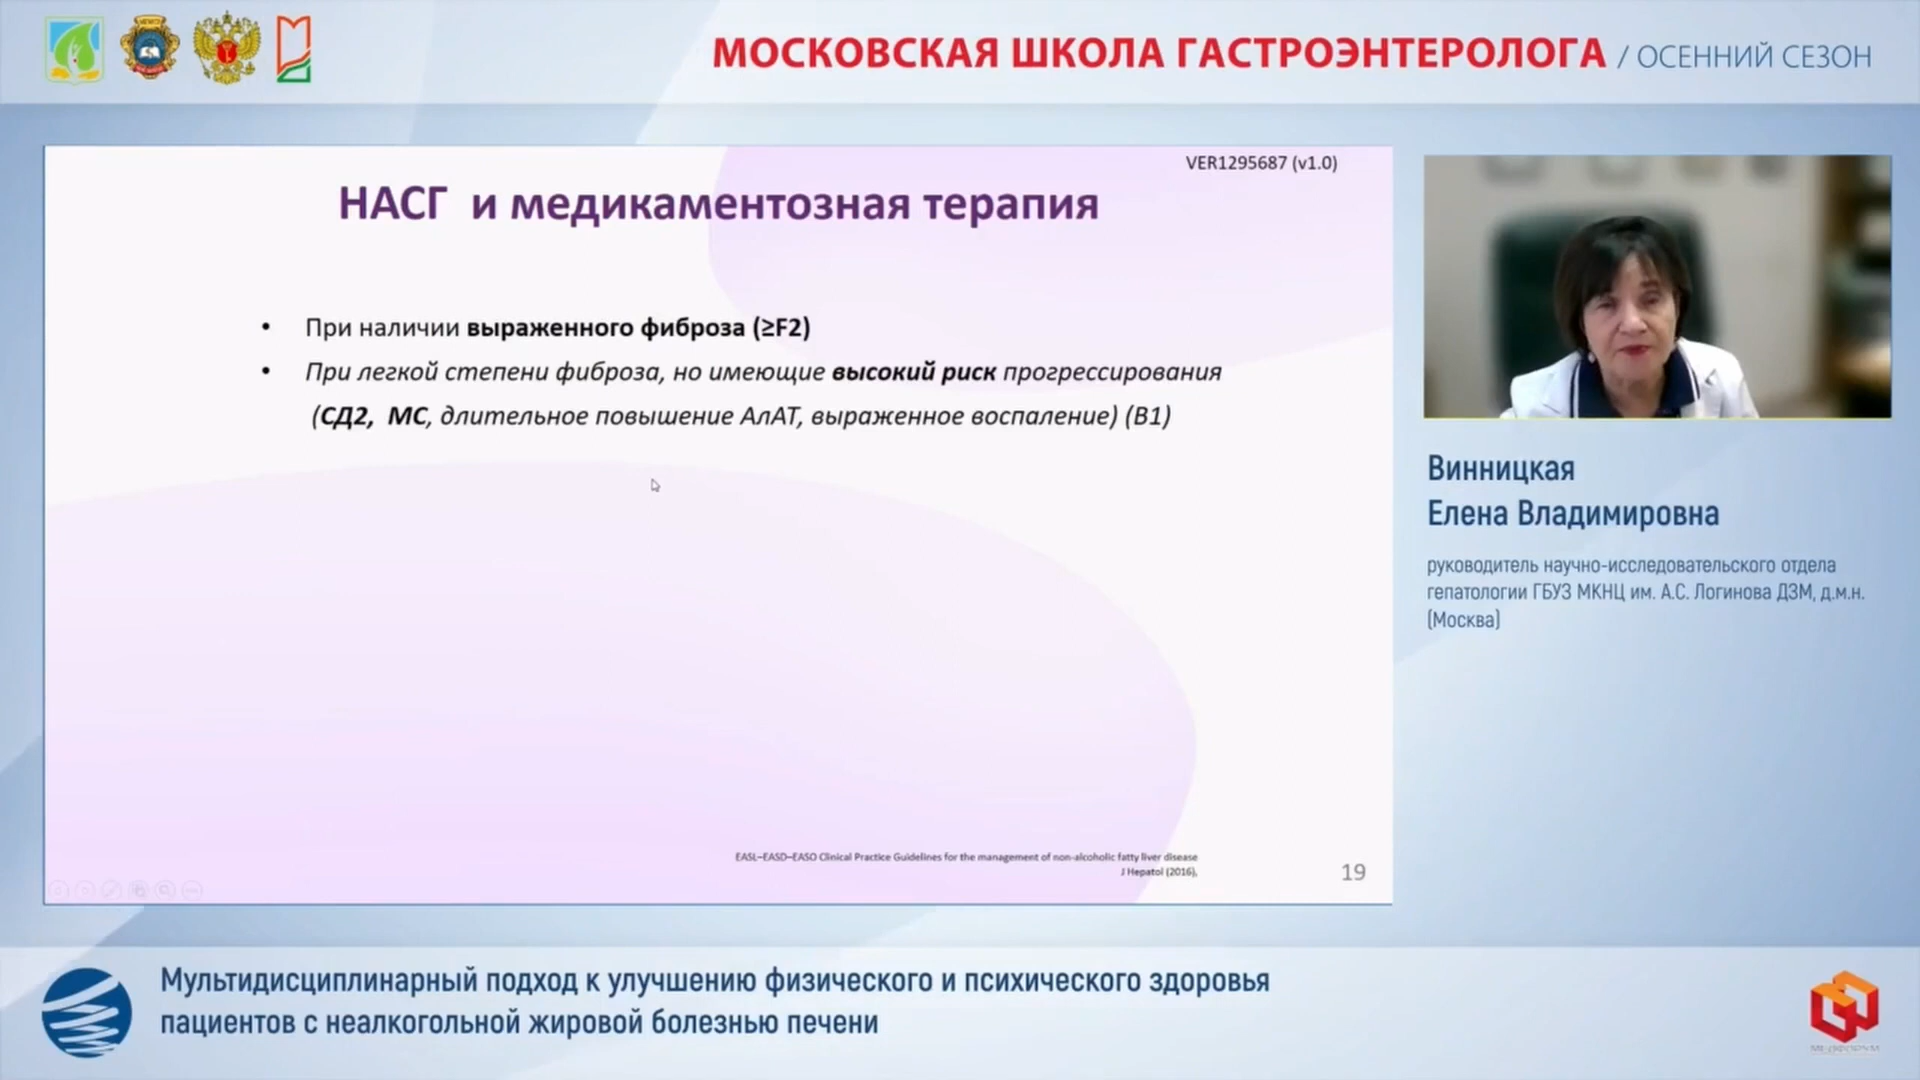 МОСКОВСКАЯ ШКОЛА ГАСТРОЭНТЕРОЛОГА / ОСЕННИЙ СЕЗОН
VER1295687 (v1.0)
НАСГ и медикаментозная терапия
• При наличии выраженного фиброза (≥F2)
• При легкой степени фиброза, но имеющие высокий риск прогрессирования
(СД2, МС, длительное повышение АлАТ, выраженное воспаление) (В1)
EASL–EASD–EASO Clinical Practice Guidelines for the management of non-alcoholic fatty liver disease
J Hepatol (2016),
19
Винницкая
Елена Владимировна
руководитель научно-исследовательского отдела
гепатологии ГБУЗ МКНЦ им. А.С. Логинова ДЗМ, д.м.н.
(Москва)
Мультидисциплинарный подход к улучшению физического и психического здоровья
пациентов с неалкогольной жировой болезнью печени
МЕДФОРУМ